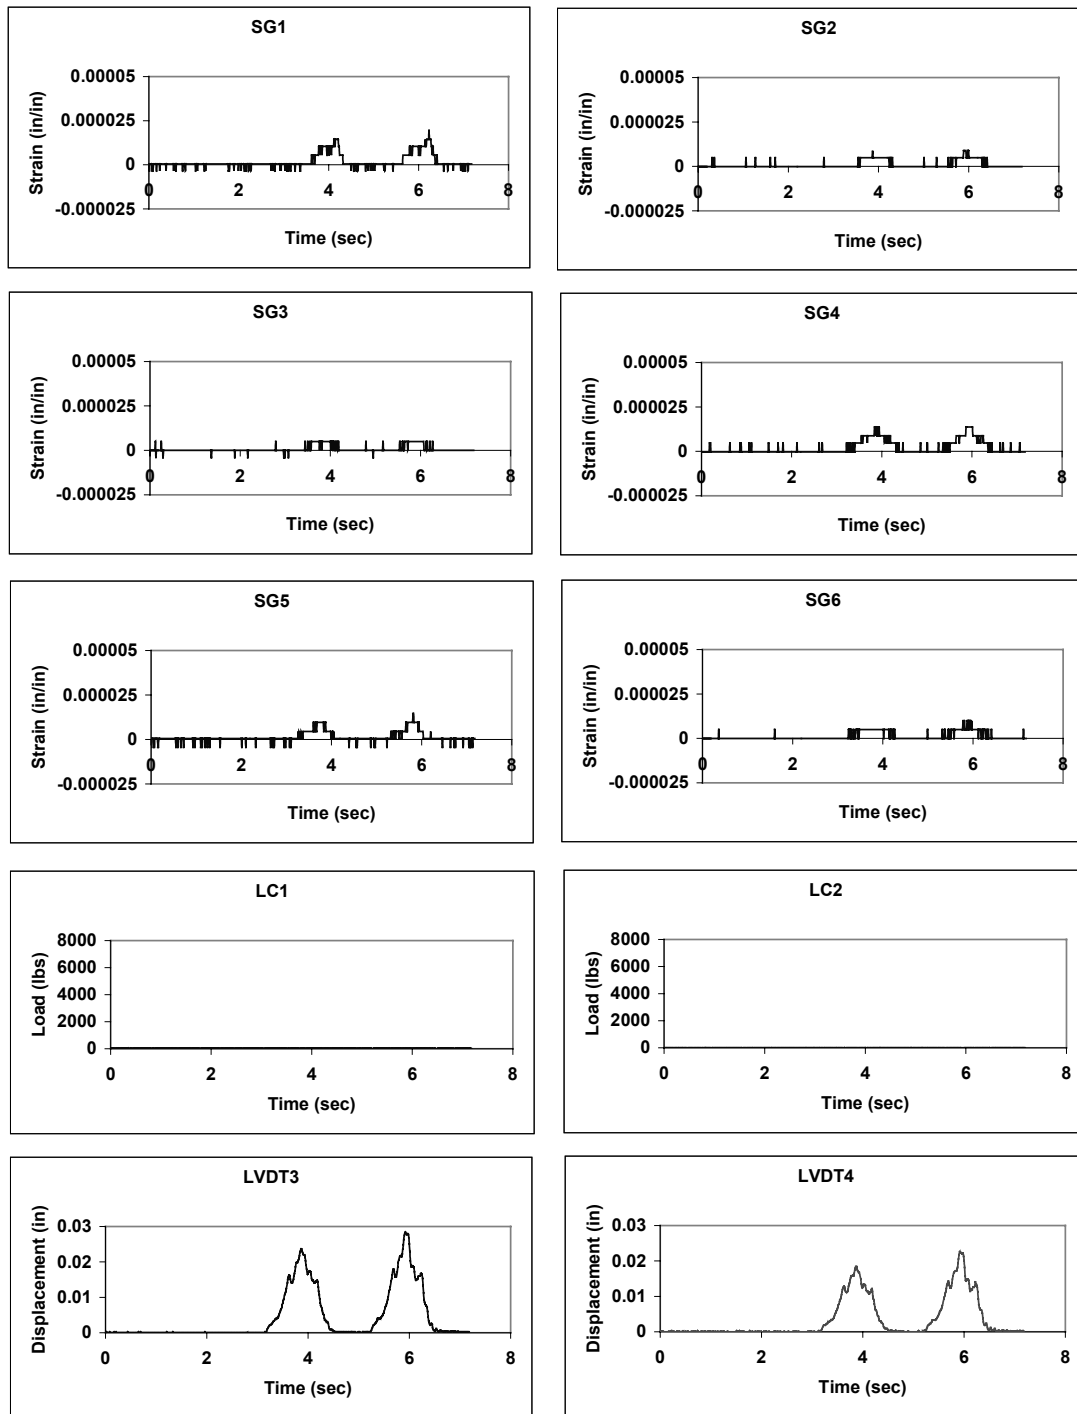 SG1
Strain (in/in)
0.00005
0.000025
0
-0.000025
0 2 4 6 8
Time (sec)
SG2
Strain (in/in)
0.00005
0.000025
0
-0.000025
0 2 4 6 8
Time (sec)
SG3
Strain (in/in)
0.00005
0.000025
0
-0.000025
0 2 4 6 8
Time (sec)
SG4
Strain (in/in)
0.00005
0.000025
0
-0.000025
0 2 4 6 8
Time (sec)
SG5
Strain (in/in)
0.00005
0.000025
0
-0.000025
0 2 4 6 8
Time (sec)
SG6
Strain (in/in)
0.00005
0.000025
0
-0.000025
0 2 4 6 8
Time (sec)
LC1
Load (lbs)
8000
6000
4000
2000
0
0 2 4 6 8
Time (sec)
LC2
Load (lbs)
8000
6000
4000
2000
0
0 2 4 6 8
Time (sec)
LVDT3
Displacement (in)
0.03
0.02
0.01
0
0 2 4 6 8
Time (sec)
LVDT4
Displacement (in)
0.03
0.02
0.01
0
0 2 4 6 8
Time (sec)